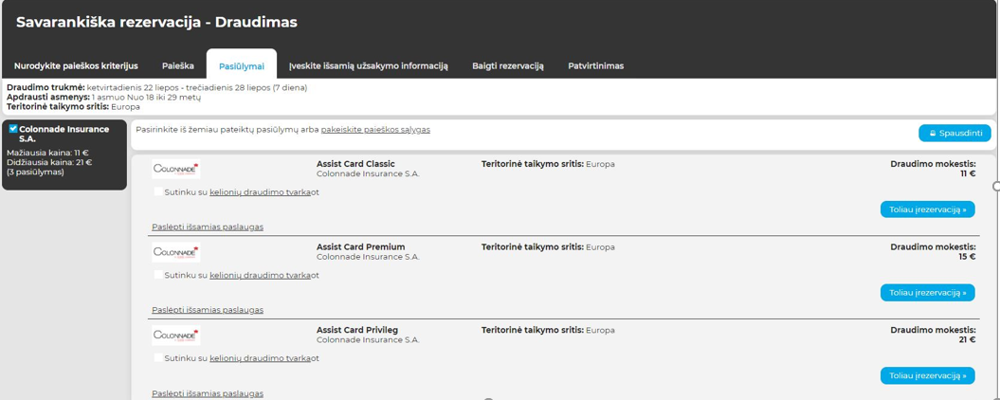 Savarankiška rezervacija - Draudimas
Nurodykite paieškos kriterijus Paieška Pasiūlymai Įveskite išsamią užsakymo informaciją Baigti rezervaciją Patvirtinimas
Draudimo trukmė: ketvirtadienis 22 liepos - trečiadienis 28 liepos (7 diena)
Apdrausti asmenys: 1 asmuo Nuo 18 iki 29 metų
Teritorinė taikymo sritis: Europa
Colonnade Insurance
S.A.
Mažiausia kaina: 11 €
Didžiausia kaina: 21 €
(3 pasiūlymas)
Pasirinkite iš žemiau pateiktų pasiūlymų arba pakeiskite paieškos sąlygas
Spausdinti
COLONNADE
Assist Card Classic Teritorinė taikymo sritis: Europa Draudimo mokestis:
Colonnade Insurance S.A. 11 €
Sutinku su kelionių draudimo tvarkaot
Toliau įrezervaciją »
Paslėpti išsamias paslaugas
COLONNADE
Assist Card Premium Teritorinė taikymo sritis: Europa Draudimo mokestis:
Colonnade Insurance S.A. 15 €
Sutinku su kelionių draudimo tvarkaot
Toliau įrezervaciją »
Paslėpti išsamias paslaugas
COLONNADE
Assist Card Privileg Teritorinė taikymo sritis: Europa Draudimo mokestis:
Colonnade Insurance S.A. 21 €
Sutinku su kelionių draudimo tvarkaot
Toliau įrezervaciją »
Paslėpti išsamias paslaugas